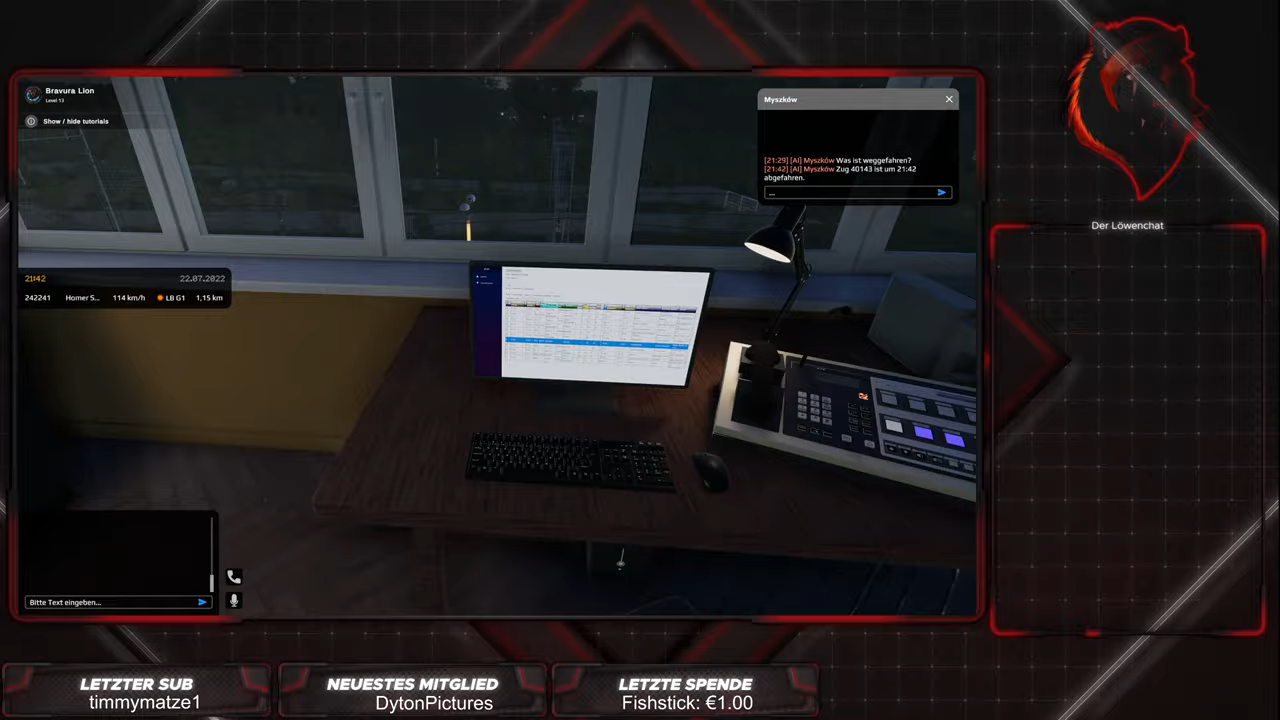 Bravura Lion
Level 13
Show / hide tutorials
Myszków
[21:29] [AI] Myszków Was ist weggefahren?
[21:42] [AI] Myszków Zug 40143 ist um 21:42
abgefahren.
...
Der Löwenchat
21:42 22.07.2022
242241 Homer S... 114 km/h LB G1 1,15 km
Bitte Text eingeben...
LETZTER SUB
timmymatze1
NEUESTES MITGLIED
DytonPictures
LETZTE SPENDE
Fishstick: €1.00